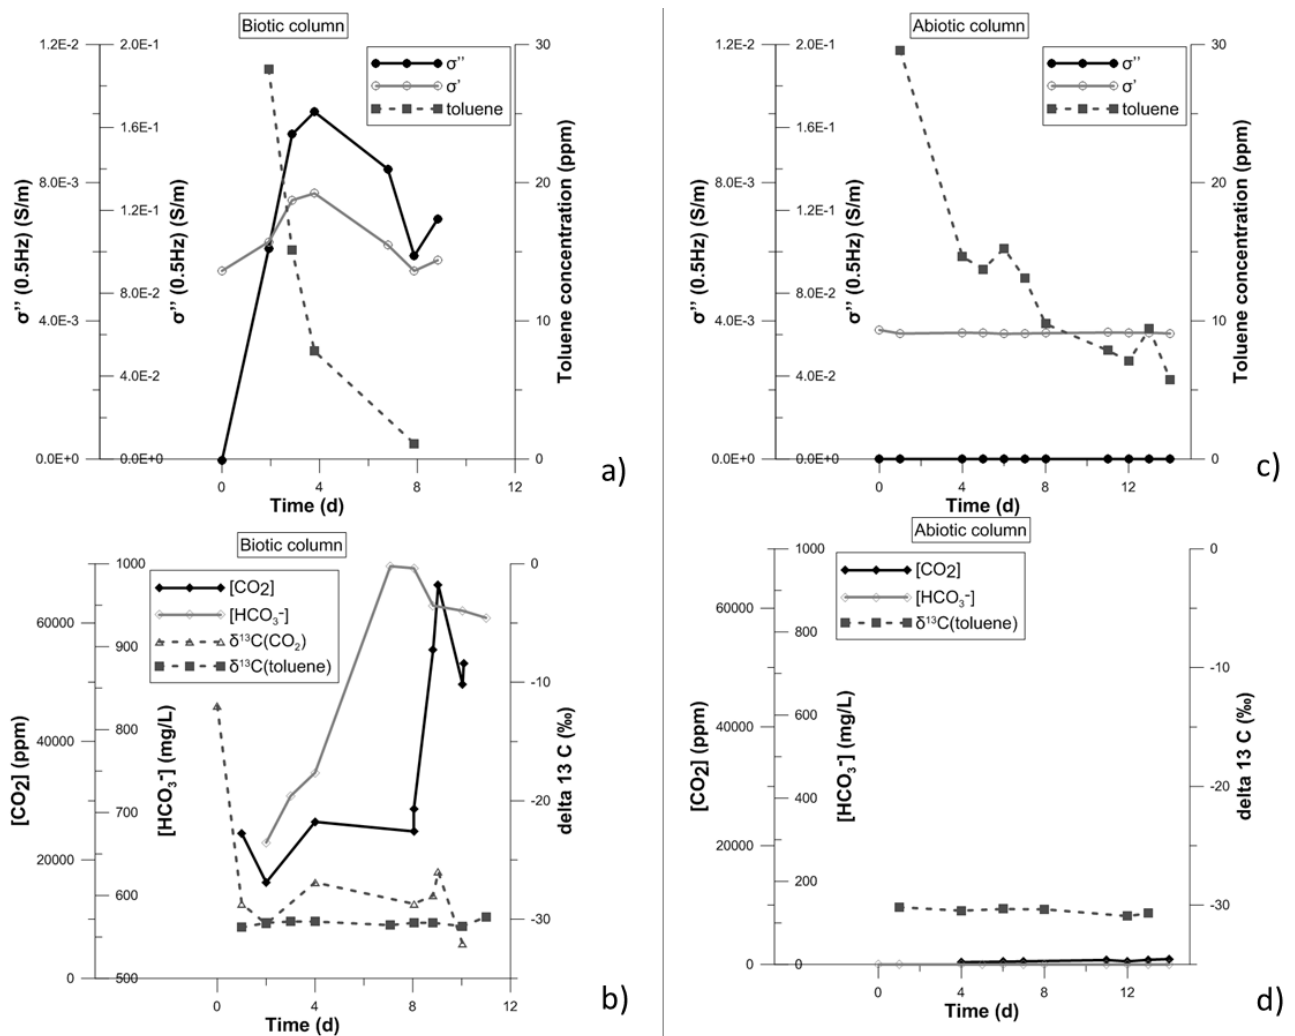 Biotic column
1.2E-2
8.0E-3
4.0E-3
0.0E+0
σ'' (0.5Hz) (S/m)
2.0E-1
1.6E-1
1.2E-1
8.0E-2
4.0E-2
0.0E+0
σ'' (0.5Hz) (S/m)
σ''
σ'
toluene
30
20
10
0
Toluene concentration (ppm)
0 4 8 12
Time (d)
a)
Abiotic column
1.2E-2
8.0E-3
4.0E-3
0.0E+0
σ'' (0.5Hz) (S/m)
2.0E-1
1.6E-1
1.2E-1
8.0E-2
4.0E-2
0.0E+0
σ'' (0.5Hz) (S/m)
σ''
σ'
toluene
30
20
10
0
Toluene concentration (ppm)
0 4 8 12
Time (d)
c)
Biotic column
60000
40000
20000
0
[CO2] (ppm)
1000
900
800
700
600
500
[HCO3-] (mg/L)
[CO2]
[HCO3-]
δ13C(CO2)
δ13C(toluene)
0
-10
-20
-30
delta 13 C (‰)
0 4 8 12
Time (d)
b)
Abiotic column
60000
40000
20000
0
[CO2] (ppm)
1000
800
600
400
200
0
[HCO3-] (mg/L)
[CO2]
[HCO3-]
δ13C(toluene)
0
-10
-20
-30
delta 13 C (‰)
0 4 8 12
Time (d)
d)